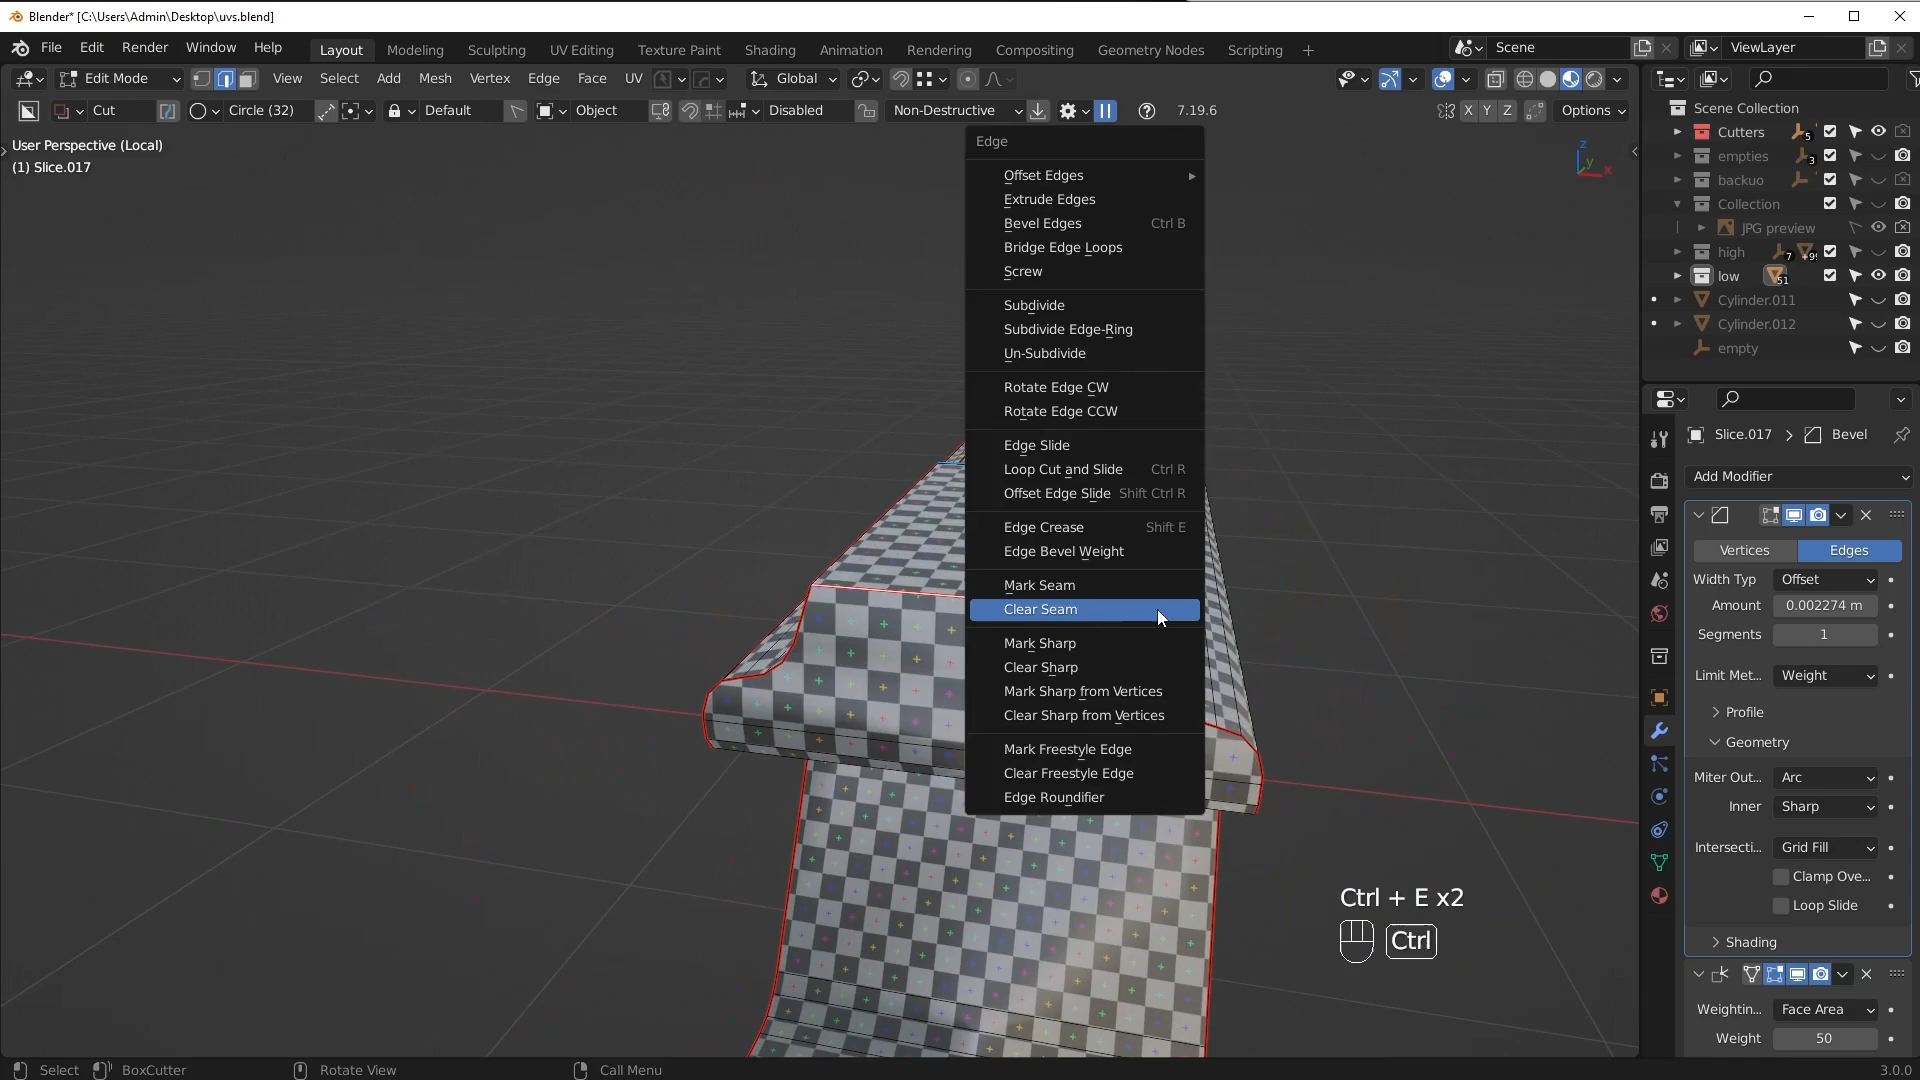 Blender* [C:\Users\Admin\Desktop\uvs.blend]
File Edit Render Window Help Layout Modeling Sculpting UV Editing Texture Paint Shading Animation Rendering Compositing Geometry Nodes Scripting + Scene ViewLayer
Edit Mode View Select Add Mesh Vertex Edge Face UV Global
Cut Circle (32) Default Object Disabled Non-Destructive 7.19.6 X Y Z Options
User Perspective (Local)
(1) Slice.017
Edge
Offset Edges
Extrude Edges
Bevel Edges Ctrl B
Bridge Edge Loops
Screw
Subdivide
Subdivide Edge-Ring
Un-Subdivide
Rotate Edge CW
Rotate Edge CCW
Edge Slide
Loop Cut and Slide Ctrl R
Offset Edge Slide Shift Ctrl R
Edge Crease Shift E
Edge Bevel Weight
Mark Seam
Clear Seam
Mark Sharp
Clear Sharp
Mark Sharp from Vertices
Clear Sharp from Vertices
Mark Freestyle Edge
Clear Freestyle Edge
Edge Roundifier
Z
Y
X
Ctrl + E x2
Ctrl
Scene Collection
Cutters 5
empties 3
backuo
Collection
JPG preview
high 7
low 51
Cylinder.011
Cylinder.012
empty
Slice.017 > Bevel
Add Modifier
Vertices Edges
Width Typ Offset
Amount 0.002274 m
Segments 1
Limit Met... Weight
Profile
Geometry
Miter Out... Arc
Inner Sharp
Intersecti... Grid Fill
Clamp Ove...
Loop Slide
Shading
Weightin... Face Area
Weight 50
Select BoxCutter Rotate View Call Menu 3.0.0